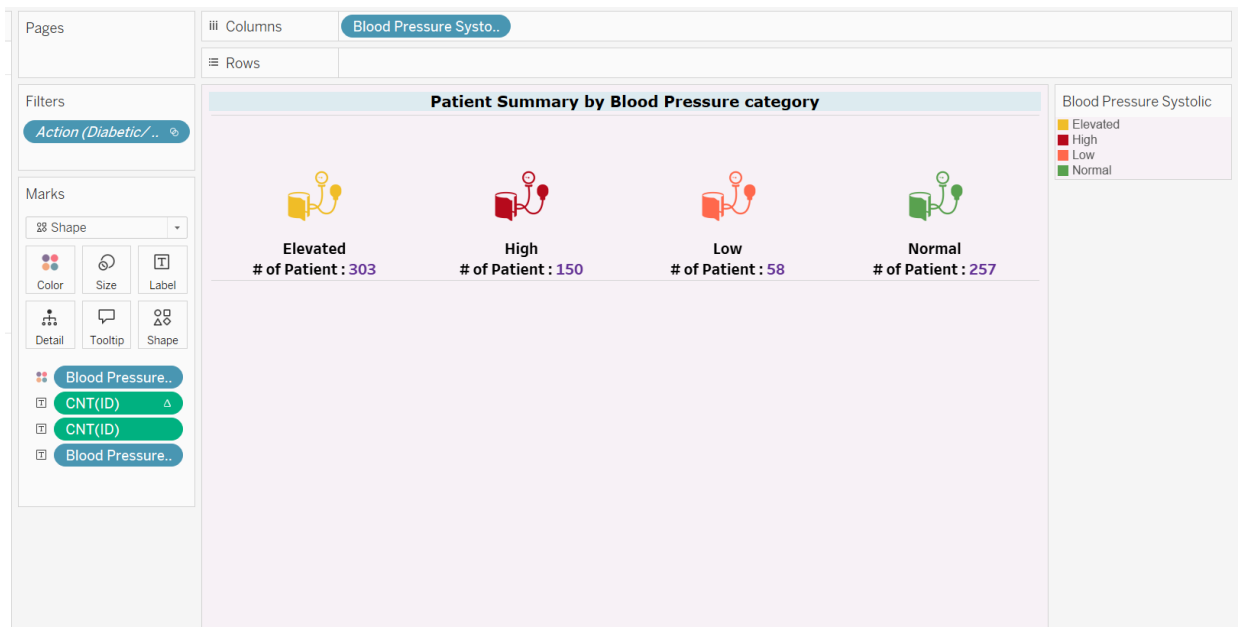 Pages
iii Columns
Blood Pressure Systo..
Rows
Filters
Action (Diabetic/ ..
Marks
Shape
Color
Size
Label
Detail
Tooltip
Shape
Blood Pressure..
CNT(ID) Δ
CNT(ID)
Blood Pressure..
Patient Summary by Blood Pressure category
Elevated
# of Patient : 303
High
# of Patient : 150
Low
# of Patient : 58
Normal
# of Patient : 257
Blood Pressure Systolic
Elevated
High
Low
Normal